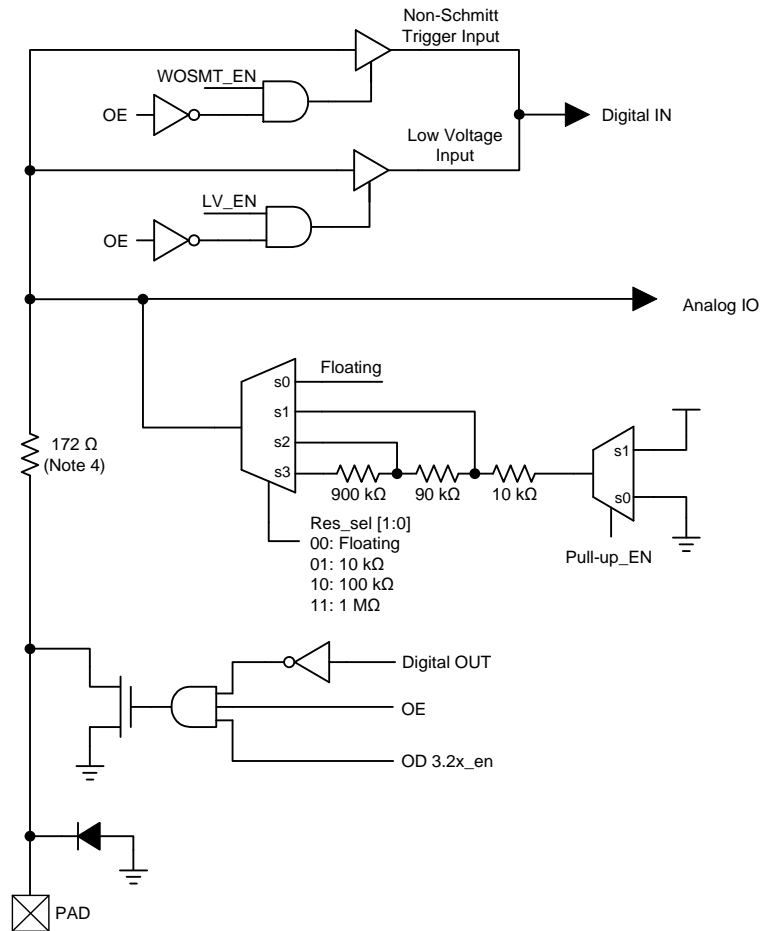 Non-Schmitt
Trigger Input
WOSMT_EN
OE
Digital IN
Low Voltage
Input
LV_EN
OE
Analog IO
Floating
s0
s1
s2
s3
172 Ω
(Note 4)
900 kΩ
90 kΩ
10 kΩ
s1
s0
Res_sel [1:0]
00: Floating
01: 10 kΩ
10: 100 kΩ
11: 1 MΩ
Pull-up_EN
Digital OUT
OE
OD 3.2x_en
PAD